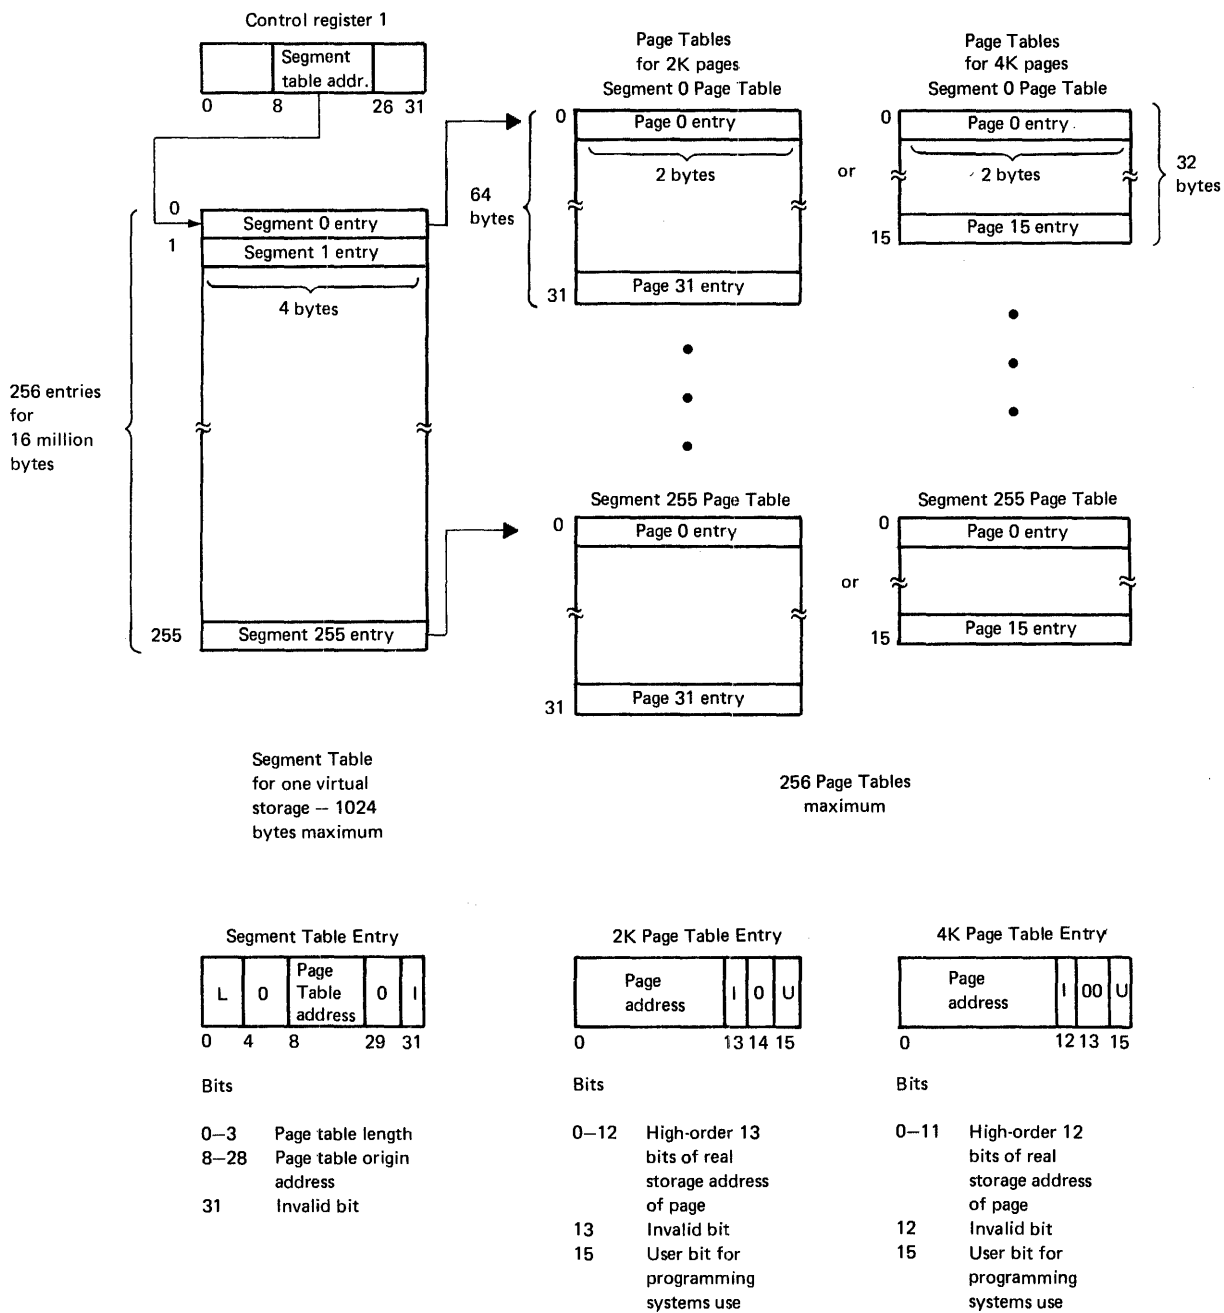 Control register 1
Segment
table addr.
0 8 26 31
Page Tables
for 2K pages
Segment 0 Page Table
0
Page 0 entry
2 bytes
64
bytes
31
Page 31 entry
or
Page Tables
for 4K pages
Segment 0 Page Table
0
Page 0 entry
2 bytes
32
bytes
15
Page 15 entry
0
Segment 0 entry
1
Segment 1 entry
4 bytes
256 entries
for
16 million
bytes
255
Segment 255 entry
Segment 255 Page Table
0
Page 0 entry
31
Page 31 entry
or
Segment 255 Page Table
0
Page 0 entry
15
Page 15 entry
Segment Table
for one virtual
storage -- 1024
bytes maximum
256 Page Tables
maximum
Segment Table Entry
L 0 Page Table address 0 I
0 4 8 29 31
Bits
0–3 Page table length
8–28 Page table origin
address
31 Invalid bit
2K Page Table Entry
Page
address
I 0 U
0 13 14 15
Bits
0–12 High-order 13
bits of real
storage address
of page
13 Invalid bit
15 User bit for
programming
systems use
4K Page Table Entry
Page
address
I 00 U
0 12 13 15
Bits
0–11 High-order 12
bits of real
storage address
of page
12 Invalid bit
15 User bit for
programming
systems use